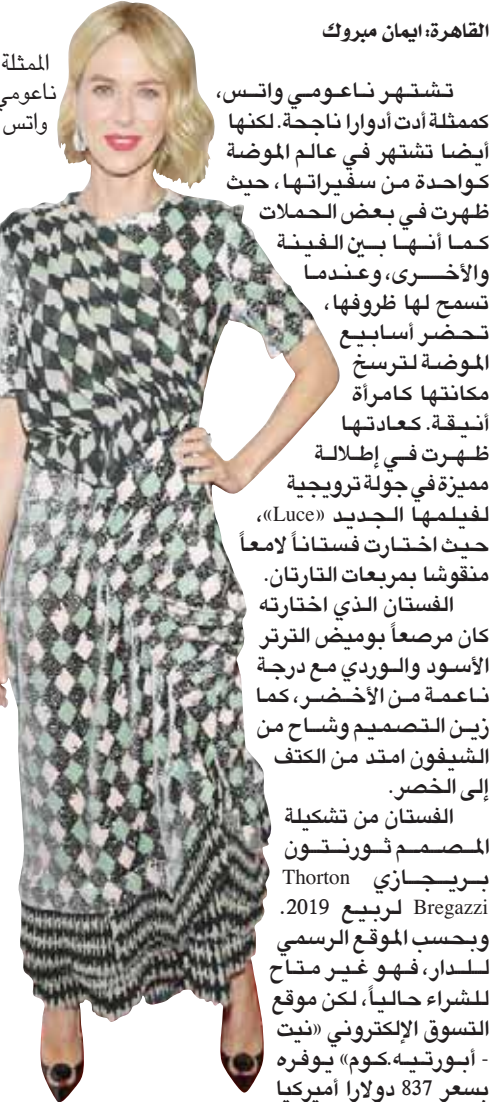 القاهرة: ايمان مبروك
الممثلة
ناعومي
واتس
تشتهر ناعومي واتس،
كممثلة أدت أدوارا ناجحة. لكنها
أيضا تشتهر في عالم الموضة
كواحدة من سفيراتها، حيث
ظهرت في بعض الحملات
كما أنها بين الفينة
والأخرى، وعندما
تسمح لها ظروفها،
تحضر أسابيع
الموضة لترسخ
مكانتها كامرأة
أنيقة. كعادتها
ظهرت في إطلالة
مميزة في جولة ترويجية
لفيلمها الجديد «Luce»،
حيث اختارت فستاناً لامعاً
منقوشا بمربعات التارتان.
الفستان الذي اختارته
كان مرصعاً بوميض الترتر
الأسود والوردي مع درجة
ناعمة من الأخضر، كما
زين التصميم وشاح من
الشيفون امتد من الكتف
إلى الخصر.
الفستان من تشكيلة
المصمم ثورنتون
بريجازي Thorton
Bregazzi لربيع 2019.
وبحسب الموقع الرسمي
للدار، فهو غير متاح
للشراء حالياً، لكن موقع
التسوق الإلكتروني «نيت
- أبورتيه.كوم» يوفره
بسعر 837 دولارا أميركيا